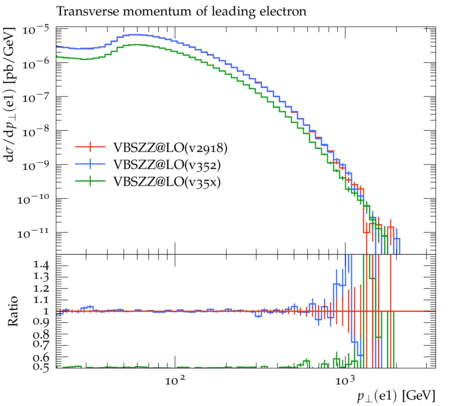 Transverse momentum of leading electron
dσ/dp⊥(e1) [pb/GeV]
10⁻⁵
10⁻⁶
10⁻⁷
10⁻⁸
10⁻⁹
10⁻¹⁰
10⁻¹¹
VBSZZ@LO(v2918)
VBSZZ@LO(v352)
VBSZZ@LO(v35x)
Ratio
1.4
1.3
1.2
1.1
1
0.9
0.8
0.7
0.6
0.5
10² 10³
p⊥(e1) [GeV]